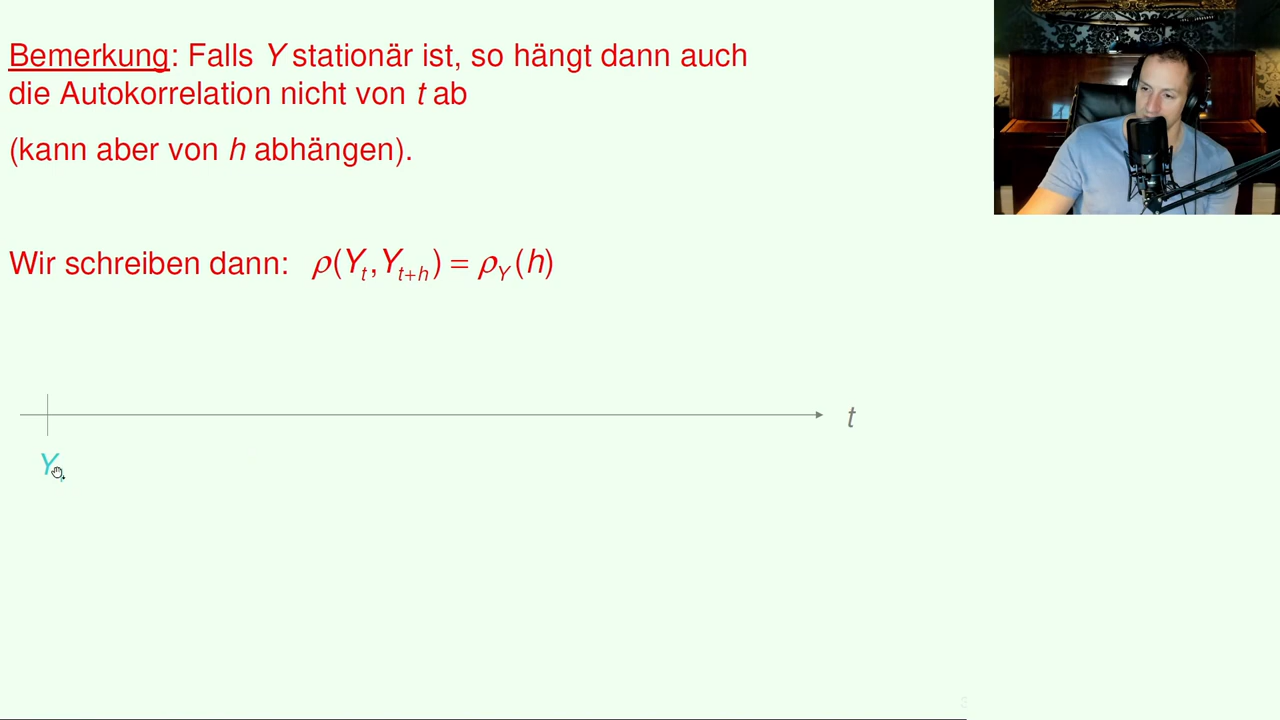 Bemerkung: Falls Y stationär ist, so hängt dann auch
die Autokorrelation nicht von t ab
(kann aber von h abhängen).
Wir schreiben dann: ρ(Y_t, Y_{t+h}) = ρ_Y(h)
t
Y